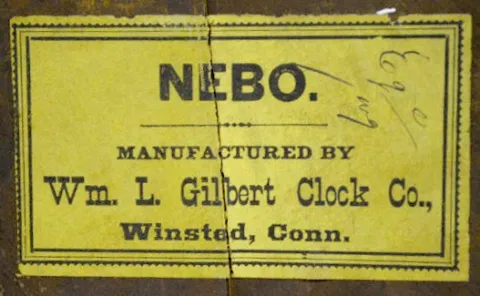 NEBO.
MANUFACTURED BY
Wm. L. Gilbert Clock Co.,
Winsted, Conn.